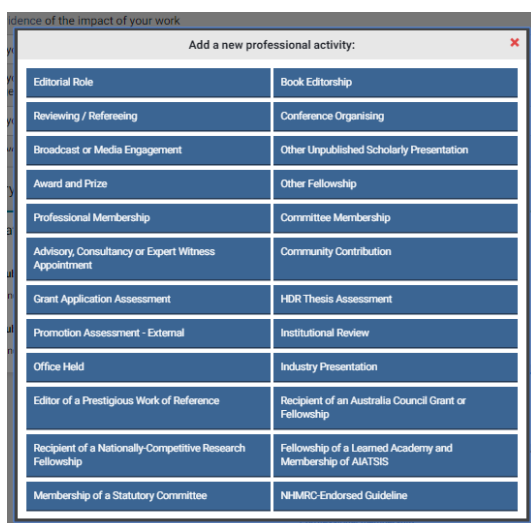 idence of the impact of your work
Add a new professional activity:
Editorial Role
Book Editorship
Reviewing / Refereeing
Conference Organising
Broadcast or Media Engagement
Other Unpublished Scholarly Presentation
Award and Prize
Other Fellowship
Professional Membership
Committee Membership
Advisory, Consultancy or Expert Witness
Appointment
Community Contribution
Grant Application Assessment
HDR Thesis Assessment
Promotion Assessment - External
Institutional Review
Office Held
Industry Presentation
Editor of a Prestigious Work of Reference
Recipient of an Australia Council Grant or
Fellowship
Recipient of a Nationally-Competitive Research
Fellowship
Fellowship of a Learned Academy and
Membership of AIATSIS
Membership of a Statutory Committee
NHMRC-Endorsed Guideline